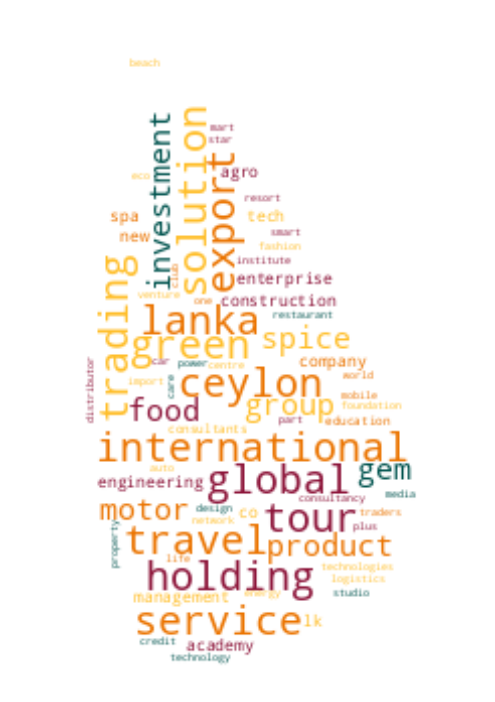 beach
mart
star
investment
solution
export
agro
eco
resort
spa
tech
new
smart
fashion
institute
club
enterprise
trading
venture
one
construction
restaurant
lanka
green
spice
car
power
centre
company
world
import
care
ceylon
distributor
food
group
mobile
foundation
part
education
consultants
international
auto
global
gem
engineering
consultancy
media
motor
design
co
tour
traders
network
plus
property
travel
product
life
technologies
holding
logistics
management
energy
studio
service
lk
credit
academy
technology